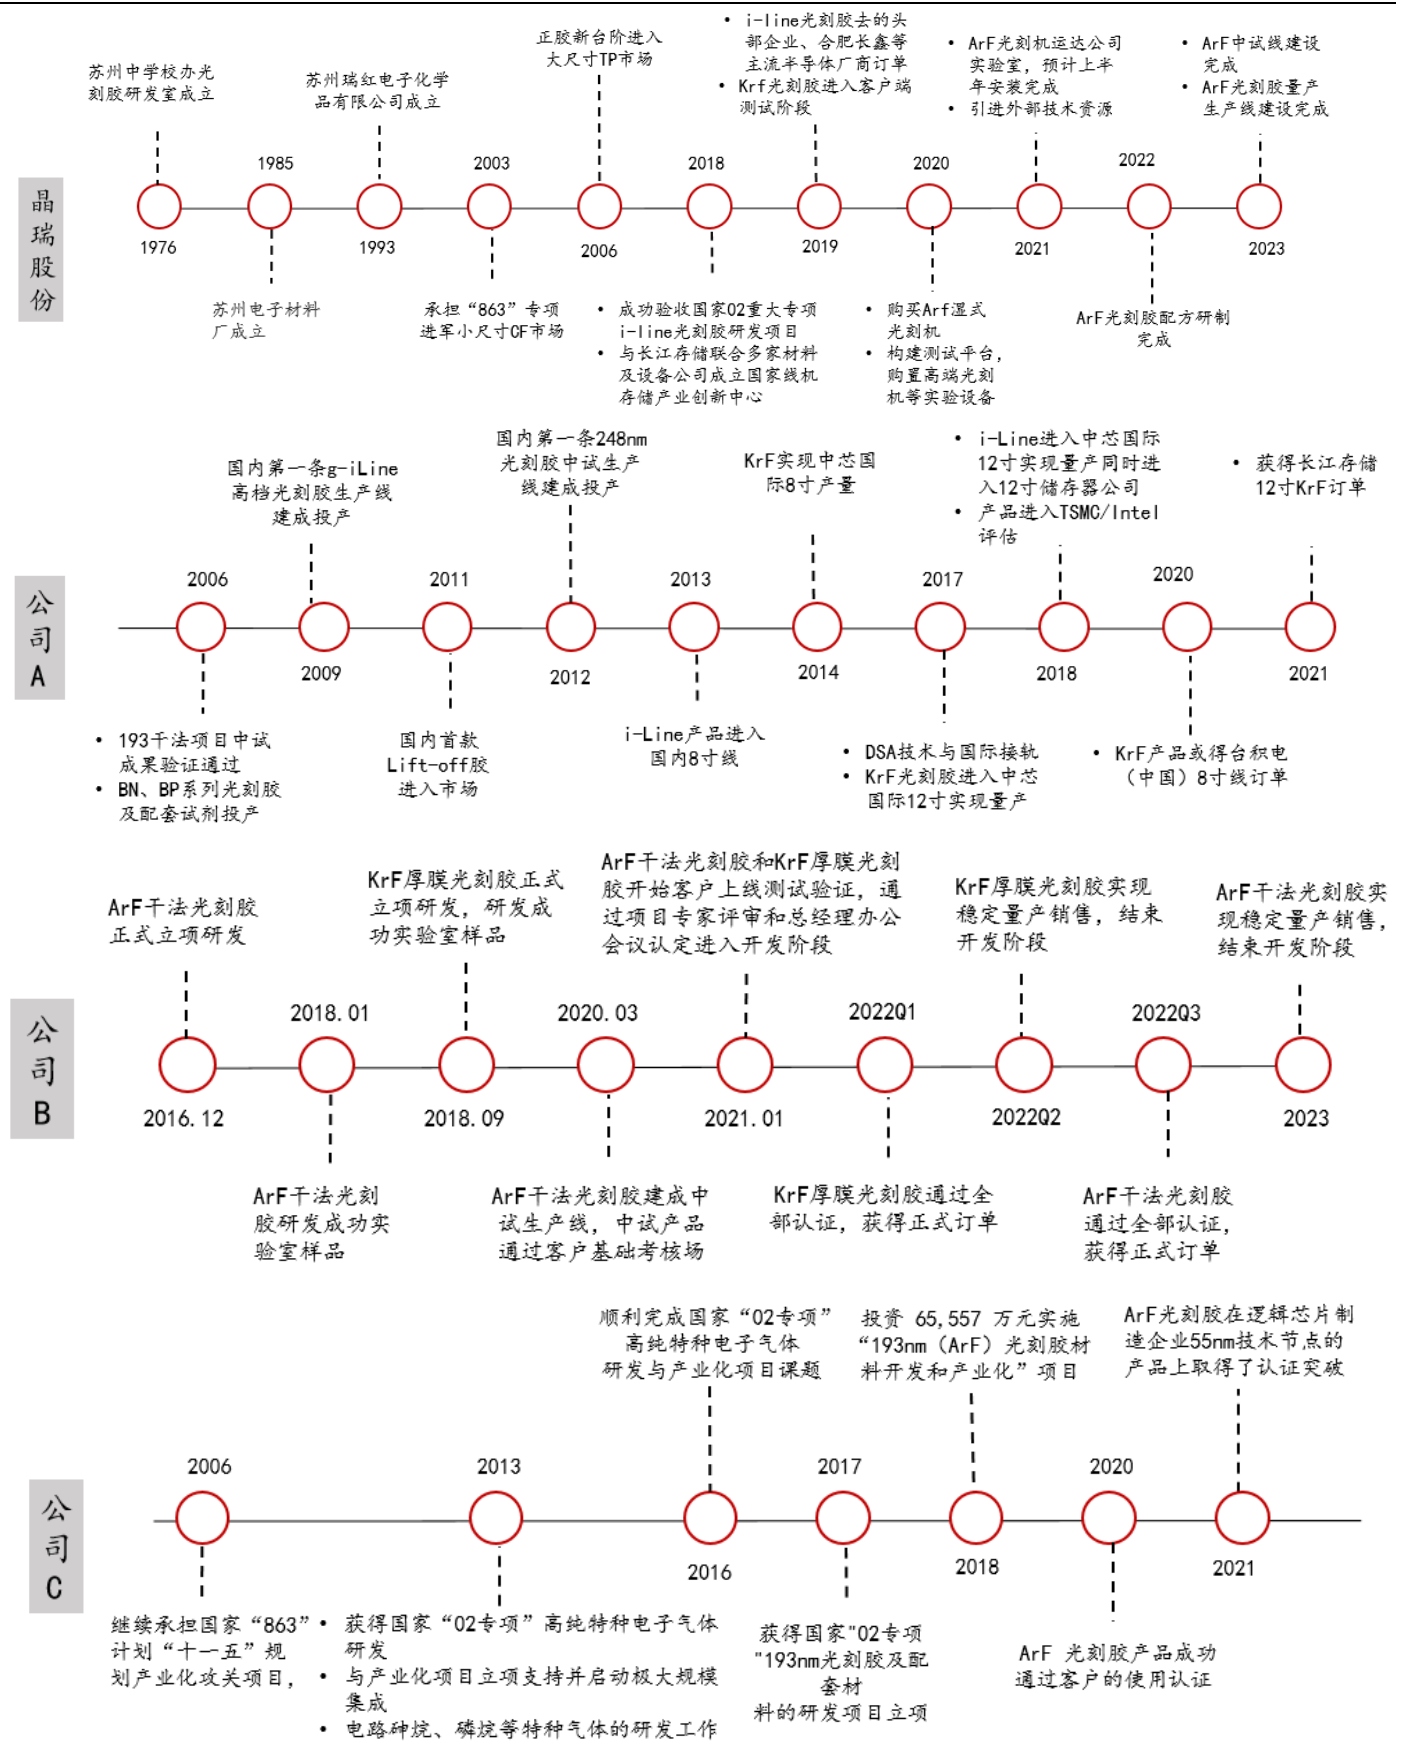 晶瑞股份
苏州中学校办光
刻胶研发室成立
1976
1985
苏州电子材料
厂成立
苏州瑞红电子化学
品有限公司成立
1993
2003
承担“863”专项
进军小尺寸CF市场
正胶新台阶进入
大尺寸TP市场
2006
2018
• 成功验收国家02重大专项
i-line光刻胶研发项目
• 与长江存储联合多家材料
及设备公司成立国家线机
存储产业创新中心
• i-line光刻胶去的头
部企业、合肥长鑫等
主流半导体厂商订单
• Krf光刻胶进入客户端
测试阶段
2019
2020
• 购买Arf湿式
光刻机
• 构建测试平台，
购置高端光刻
机等实验设备
• ArF光刻机运达公司
实验室，预计上半
年安装完成
• 引进外部技术资源
2021
2022
ArF光刻胶配方研制
完成
• ArF中试线建设
完成
• ArF光刻胶量产
生产线建设完成
2023
公司A
2006
• 193干法项目中试
成果验证通过
• BN、BP系列光刻胶
及配套试剂投产
国内第一条g-iLine
高档光刻胶生产线
建成投产
2009
2011
国内首款
Lift-off胶
进入市场
国内第一条248nm
光刻胶中试生产
线建成投产
2012
2013
i-Line产品进入
国内8寸线
KrF实现中芯国
际8寸产量
2014
2017
• DSA技术与国际接轨
• KrF光刻胶进入中芯
国际12寸实现量产
• i-Line进入中芯国际
12寸实现量产同时进
入12寸储存器公司
• 产品进入TSMC/Intel
评估
2018
2020
• KrF产品或得台积电
（中国）8寸线订单
• 获得长江存储
12寸KrF订单
2021
公司B
ArF干法光刻胶
正式立项研发
2016.12
2018.01
ArF干法光刻
胶研发成功实
验室样品
KrF厚膜光刻胶正式
立项研发，研发成
功实验室样品
2018.09
2020.03
ArF干法光刻胶建成中
试生产线，中试产品
通过客户基础考核场
ArF干法光刻胶和KrF厚膜光刻
胶开始客户上线测试验证，通
过项目专家评审和总经理办公
会议认定进入开发阶段
2021.01
2022Q1
KrF厚膜光刻胶通过全
部认证，获得正式订单
KrF厚膜光刻胶实现
稳定量产销售，结束
开发阶段
2022Q2
2022Q3
ArF干法光刻胶
通过全部认证，
获得正式订单
ArF干法光刻胶实
现稳定量产销售，
结束开发阶段
2023
公司C
2006
继续承担国家“863”
计划“十一五”规
划产业化攻关项目，
2013
• 获得国家“02专项”高纯特种电子气体
研发
• 与产业化项目立项支持并启动极大规模
集成
• 电路砷烷、磷烷等特种气体的研发工作
顺利完成国家“02专项”
高纯特种电子气体
研发与产业化项目课题
2016
2017
获得国家"02专项
"193nm光刻胶及配
套材
料的研发项目立项
投资 65,557 万元实施
“193nm（ArF）光刻胶材
料开发和产业化”项目
2018
2020
ArF 光刻胶产品成功
通过客户的使用认证
ArF光刻胶在逻辑芯片制
造企业55nm技术节点的
产品上取得了认证突破
2021